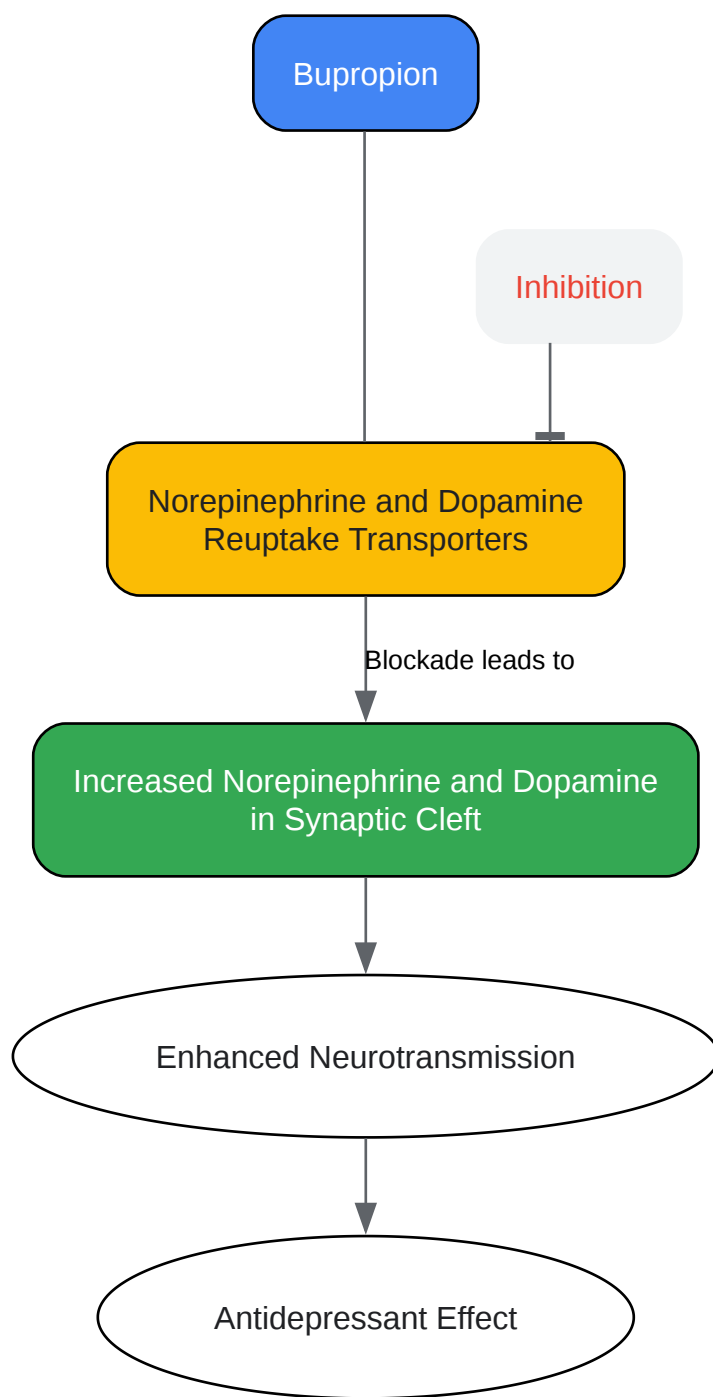 Bupropion
Inhibition
Norepinephrine and Dopamine
Reuptake Transporters
Blockade leads to
Increased Norepinephrine and Dopamine
in Synaptic Cleft
Enhanced Neurotransmission
Antidepressant Effect